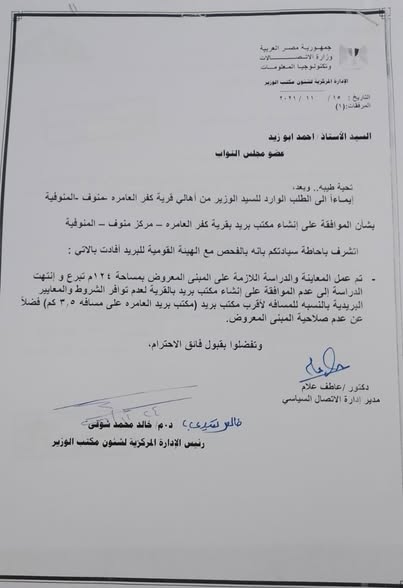 جمهورية مصر العربية
وزارة الاتصـــــالات
وتكنولوجيا المعلومات
الإدارة المركزية لشئون مكتب الوزير
التاريخ : ١٥ / ١١ / ٢٠٢١
المرفقات :(١)
السيد الأستاذ/ احمد ابو زيد
عضو مجلس النواب
تحية طيبه .. وبعد،
إيماءاً الى الطلب الوارد للسيد الوزير من أهالي قرية كفر العامره -منوف -المنوفية
بشأن الموافقة على إنشاء مكتب بريد بقرية كفر العامره – مركز منوف – المنوفية
اتشرف باحاطة سيادتكم بانه بالفحص مع الهيئة القومية للبريد أفادت بالاتي :
- تم عمل المعاينة والدراسة اللازمة على المبنى المعروض بمساحة ١٢٤م تبرع و إنتهت
الدراسة إلى عدم الموافقة على إنشاء مكتب بريد بالقرية لعدم توافر الشروط والمعايير
البريدية بالنسبه للمسافه لأقرب مكتب بريد (مكتب بريد العامره على مسافه ٣,٥ كم) فضلاً
عن عدم صلاحية المبنى المعروض.
وتفضلوا بقبول فائق الاحترام،
دكتور /عاطف علام
مدير إدارة الاتصال السياسي
د.م/ خالد محمد شوقي
رئيس الإدارة المركزية لشئون مكتب الوزير